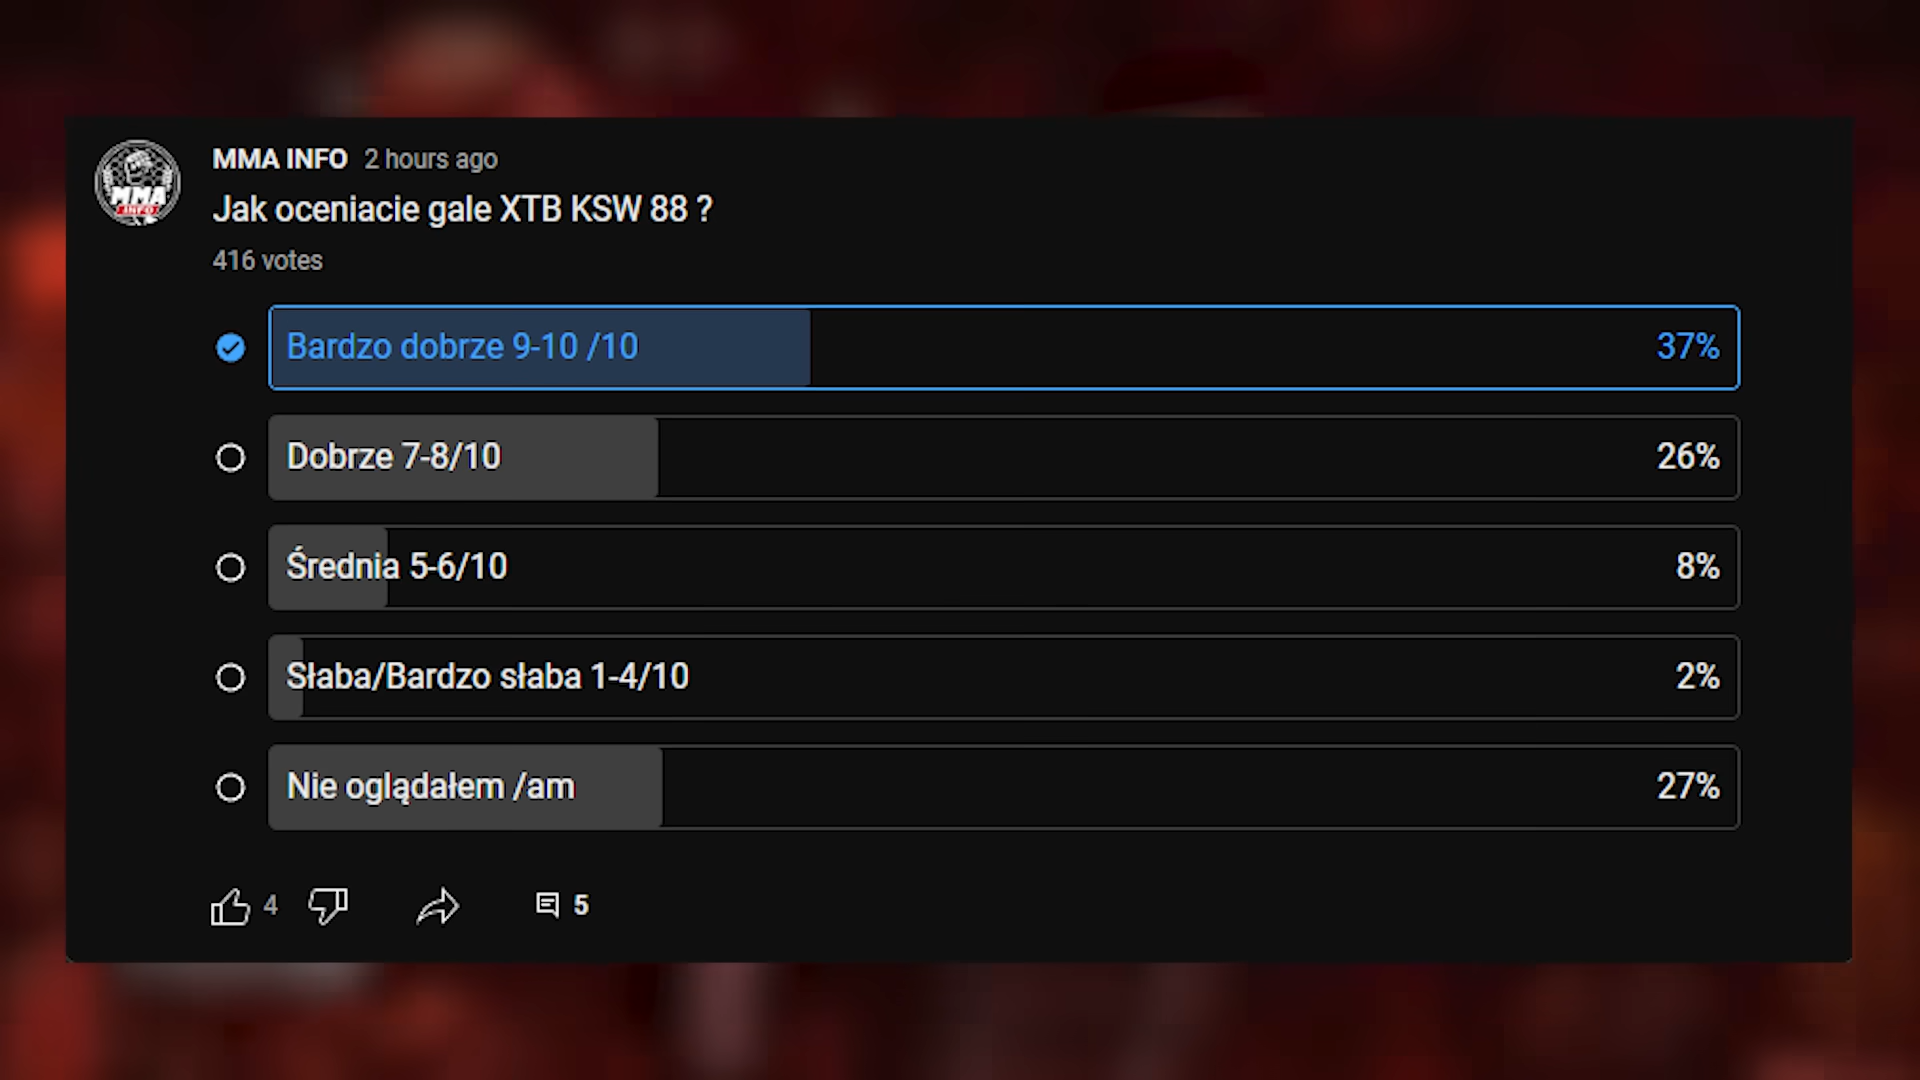 MMA INFO 2 hours ago
Jak oceniacie gale XTB KSW 88 ?
416 votes
Bardzo dobrze 9-10 /10 37%
Dobrze 7-8/10 26%
Średnia 5-6/10 8%
Słaba/Bardzo słaba 1-4/10 2%
Nie oglądałem /am 27%
4 5
MMA
INFO